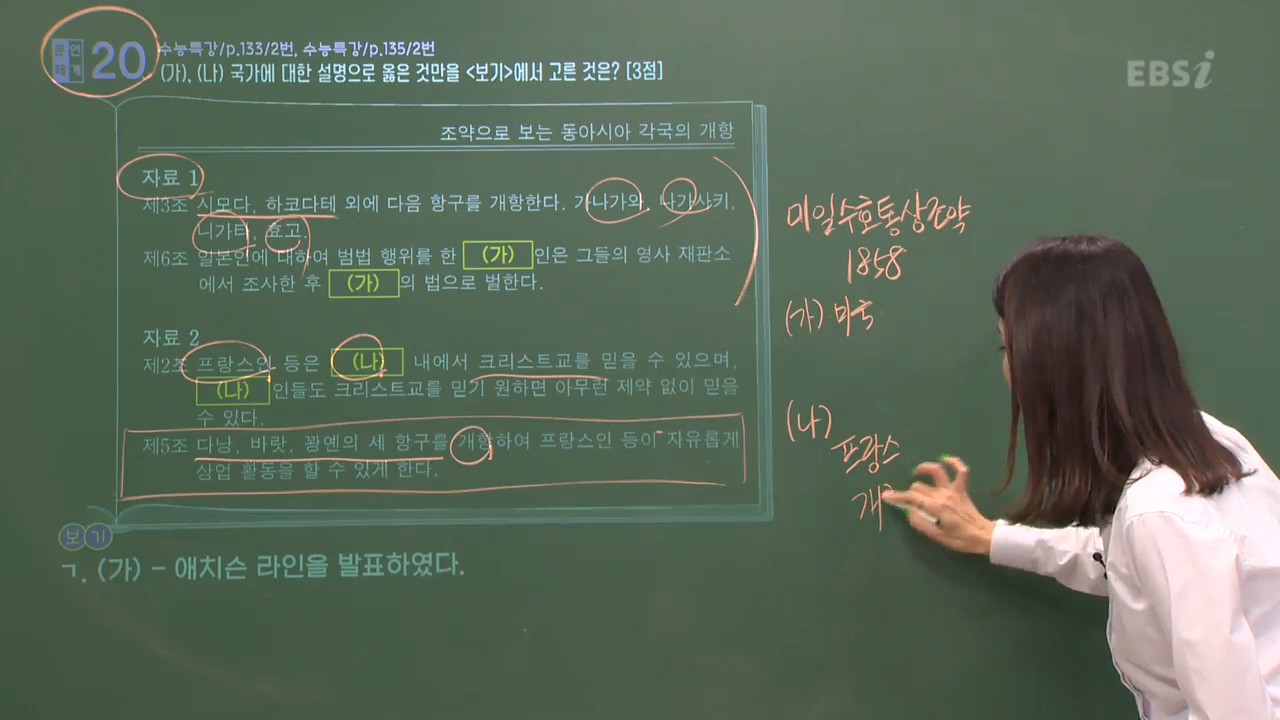 문연
제계
20
수능특강/p.133/2번, 수능특강/p.135/2번
(가), (나) 국가에 대한 설명으로 옳은 것만을 <보기>에서 고른 것은? [3점]
EBSi
조약으로 보는 동아시아 각국의 개항
자료 1
제3조 시모다, 하코다테 외에 다음 항구를 개항한다. 가나가와, 나가사키,
니가타, 효고.
제6조 일본인에 대하여 범법 행위를 한 (가) 인은 그들의 영사 재판소
에서 조사한 후 (가) 의 법으로 벌한다.
자료 2
제2조 프랑스인 등은 (나) 내에서 크리스트교를 믿을 수 있으며,
(나) 인들도 크리스트교를 믿기 원하면 아무런 제약 없이 믿을
수 있다.
제5조 다낭, 바랏, 꽝옌의 세 항구를 개항하여 프랑스인 등이 자유롭게
상업 활동을 할 수 있게 한다.
보기
ㄱ. (가) - 애치슨 라인을 발표하였다.
미일수호통상조약
1858
(가) 미국
(나)
프랑스